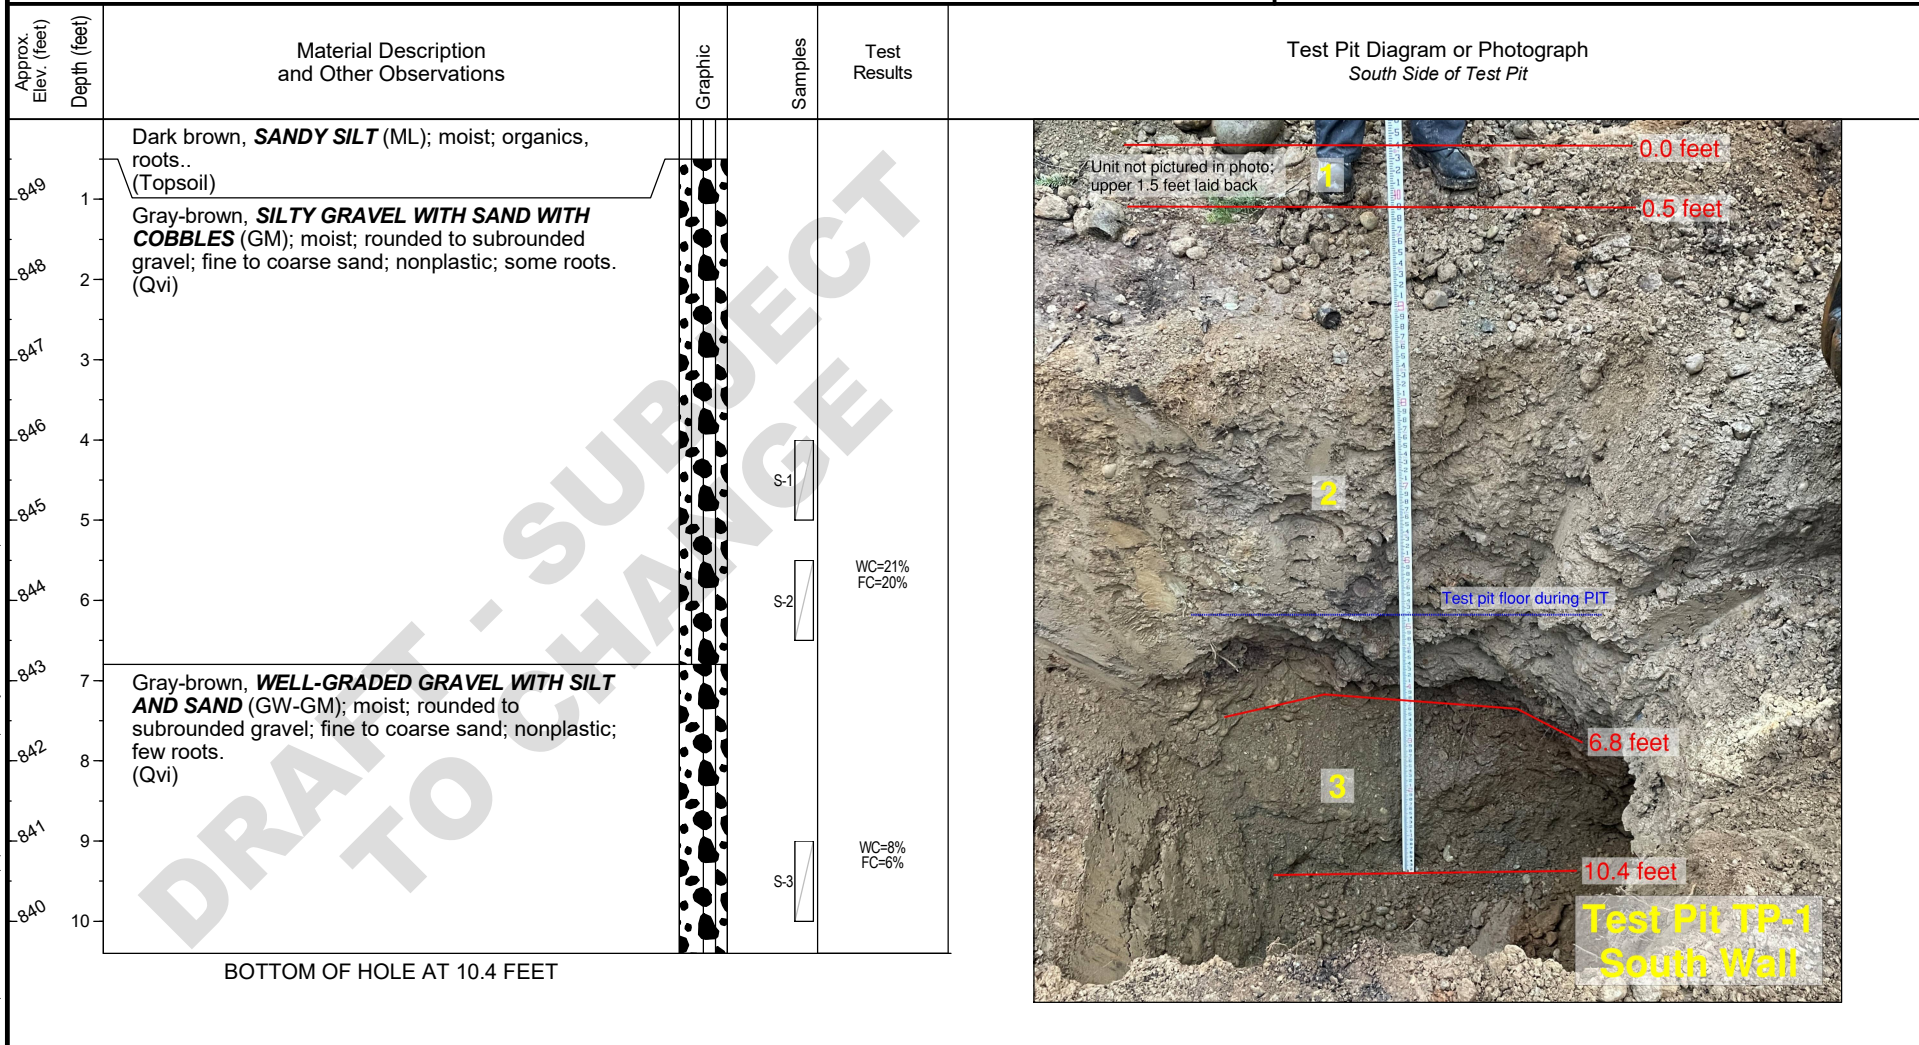 Approx.
Elev. (feet)
Depth (feet)
Material Description
and Other Observations
Graphic
Samples
Test
Results
Test Pit Diagram or Photograph
South Side of Test Pit
Dark brown, SANDY SILT (ML); moist; organics,
roots..
(Topsoil)
Gray-brown, SILTY GRAVEL WITH SAND WITH
COBBLES (GM); moist; rounded to subrounded
gravel; fine to coarse sand; nonplastic; some roots.
(Qvi)
Gray-brown, WELL-GRADED GRAVEL WITH SILT
AND SAND (GW-GM); moist; rounded to
subrounded gravel; fine to coarse sand; nonplastic;
few roots.
(Qvi)
BOTTOM OF HOLE AT 10.4 FEET
849
848
847
846
845
844
843
842
841
840
1
2
3
4
5
6
7
8
9
10
S-1
S-2
S-3
WC=21%
FC=20%
WC=8%
FC=6%
DRAFT - SUBJECT
TO CHANGE
0.0 feet
Unit not pictured in photo;
upper 1.5 feet laid back
1
0.5 feet
2
Test pit floor during PIT
6.8 feet
3
10.4 feet
Test Pit TP-1
South Wall